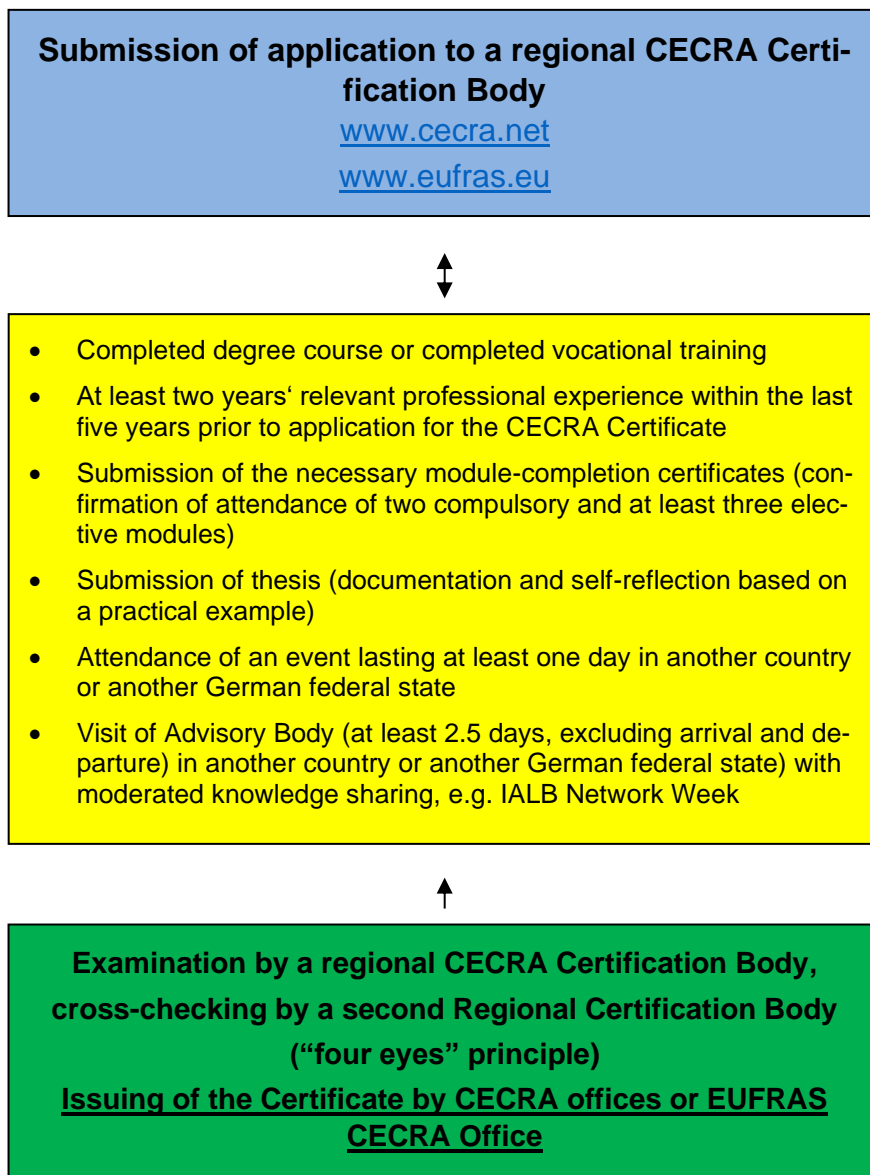 Submission of application to a regional CECRA Certi-
fication Body
www.cecra.net
www.eufras.eu
• Completed degree course or completed vocational training
• At least two years‘ relevant professional experience within the last
five years prior to application for the CECRA Certificate
• Submission of the necessary module-completion certificates (con-
firmation of attendance of two compulsory and at least three elec-
tive modules)
• Submission of thesis (documentation and self-reflection based on
a practical example)
• Attendance of an event lasting at least one day in another country
or another German federal state
• Visit of Advisory Body (at least 2.5 days, excluding arrival and de-
parture) in another country or another German federal state) with
moderated knowledge sharing, e.g. IALB Network Week
Examination by a regional CECRA Certification Body,
cross-checking by a second Regional Certification Body
(“four eyes” principle)
Issuing of the Certificate by CECRA offices or EUFRAS
CECRA Office